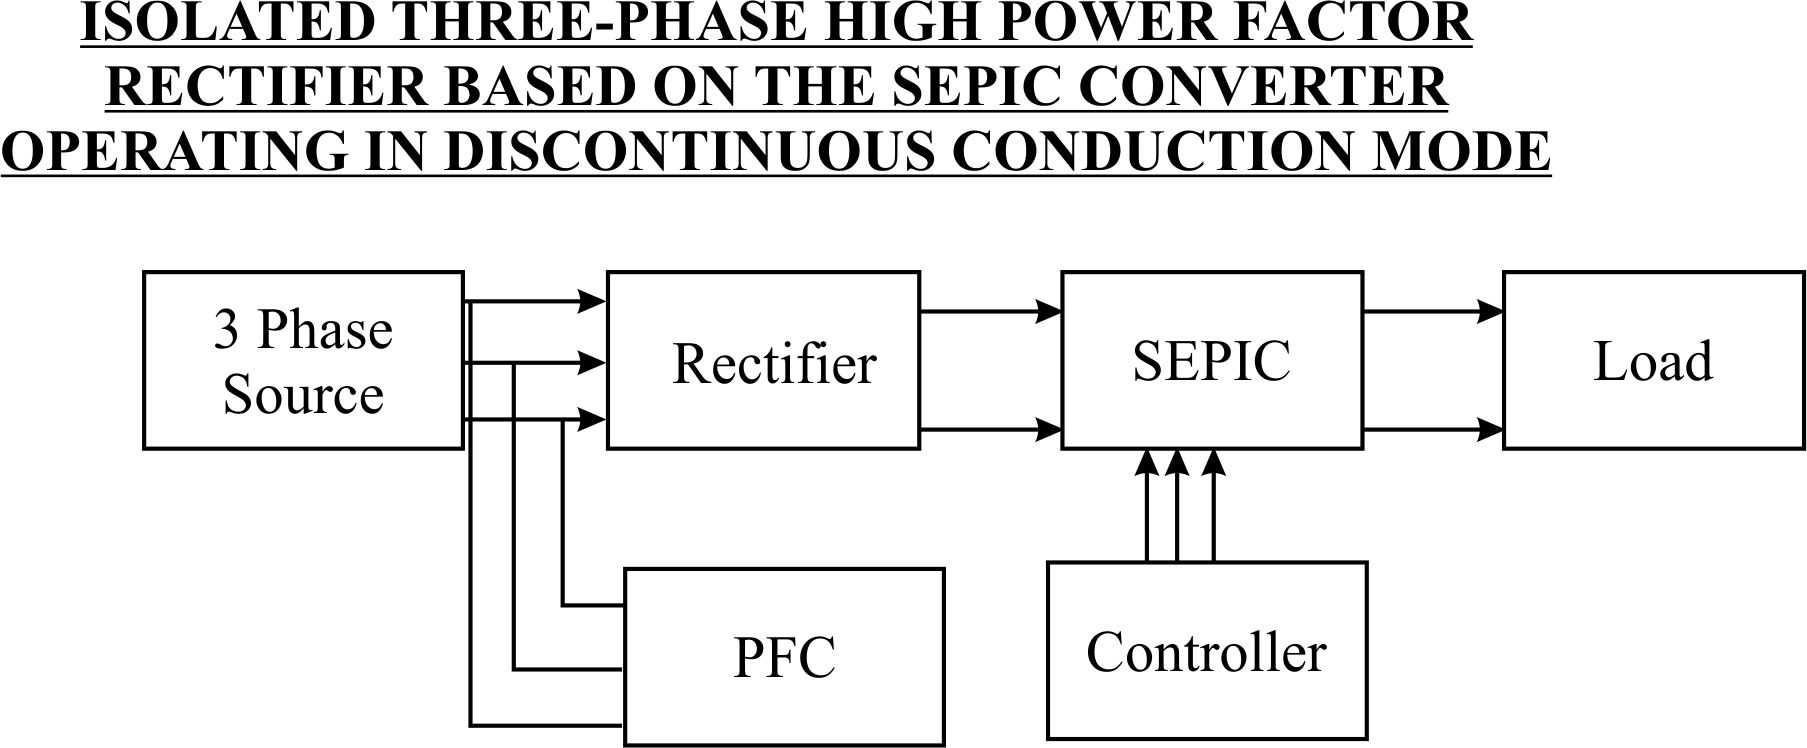 ISOLATED THREE-PHASE HIGH POWER FACTOR
RECTIFIER BASED ON THE SEPIC CONVERTER
OPERATING IN DISCONTINUOUS CONDUCTION MODE
3 Phase
Source
Rectifier
SEPIC
Load
PFC
Controller